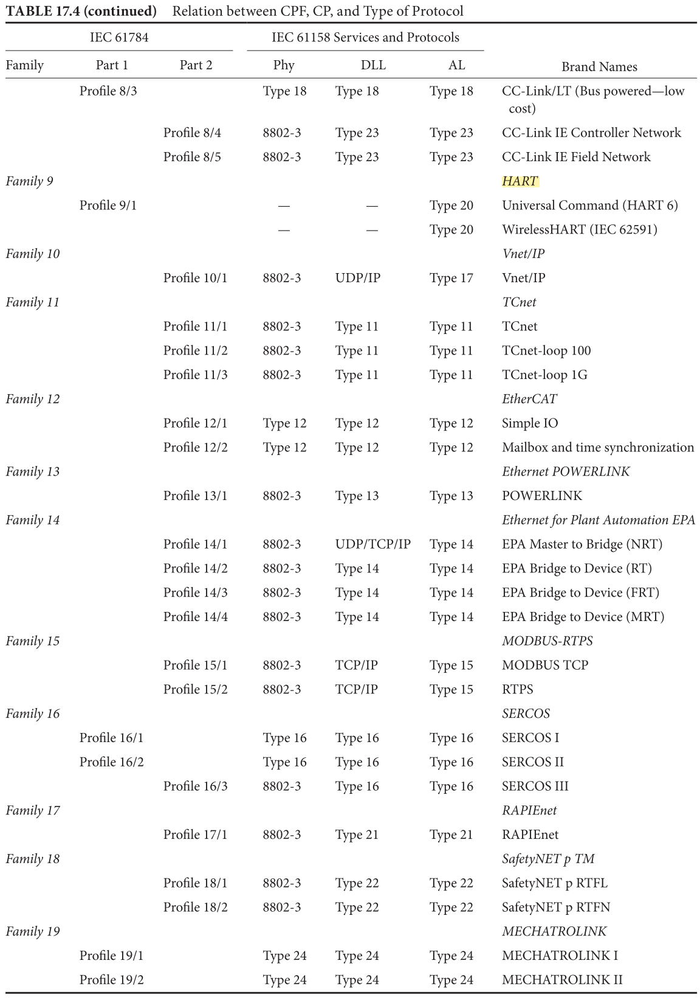 TABLE 17.4 (continued) Relation between CPF, CP, and Type of Protocol
IEC 61784 IEC 61158 Services and Protocols
Family Part 1 Part 2 Phy DLL AL Brand Names
Profile 8/3 Type 18 Type 18 Type 18 CC-Link/LT (Bus powered—low
cost)
Profile 8/4 8802-3 Type 23 Type 23 CC-Link IE Controller Network
Profile 8/5 8802-3 Type 23 Type 23 CC-Link IE Field Network
Family 9 HART
Profile 9/1 — — Type 20 Universal Command (HART 6)
— — Type 20 WirelessHART (IEC 62591)
Family 10 Vnet/IP
Profile 10/1 8802-3 UDP/IP Type 17 Vnet/IP
Family 11 TCnet
Profile 11/1 8802-3 Type 11 Type 11 TCnet
Profile 11/2 8802-3 Type 11 Type 11 TCnet-loop 100
Profile 11/3 8802-3 Type 11 Type 11 TCnet-loop 1G
Family 12 EtherCAT
Profile 12/1 Type 12 Type 12 Type 12 Simple IO
Profile 12/2 Type 12 Type 12 Type 12 Mailbox and time synchronization
Family 13 Ethernet POWERLINK
Profile 13/1 8802-3 Type 13 Type 13 POWERLINK
Family 14 Ethernet for Plant Automation EPA
Profile 14/1 8802-3 UDP/TCP/IP Type 14 EPA Master to Bridge (NRT)
Profile 14/2 8802-3 Type 14 Type 14 EPA Bridge to Device (RT)
Profile 14/3 8802-3 Type 14 Type 14 EPA Bridge to Device (FRT)
Profile 14/4 8802-3 Type 14 Type 14 EPA Bridge to Device (MRT)
Family 15 MODBUS-RTPS
Profile 15/1 8802-3 TCP/IP Type 15 MODBUS TCP
Profile 15/2 8802-3 TCP/IP Type 15 RTPS
Family 16 SERCOS
Profile 16/1 Type 16 Type 16 Type 16 SERCOS I
Profile 16/2 Type 16 Type 16 Type 16 SERCOS II
Profile 16/3 8802-3 Type 16 Type 16 SERCOS III
Family 17 RAPIEnet
Profile 17/1 8802-3 Type 21 Type 21 RAPIEnet
Family 18 SafetyNET p TM
Profile 18/1 8802-3 Type 22 Type 22 SafetyNET p RTFL
Profile 18/2 8802-3 Type 22 Type 22 SafetyNET p RTFN
Family 19 MECHATROLINK
Profile 19/1 Type 24 Type 24 Type 24 MECHATROLINK I
Profile 19/2 Type 24 Type 24 Type 24 MECHATROLINK II